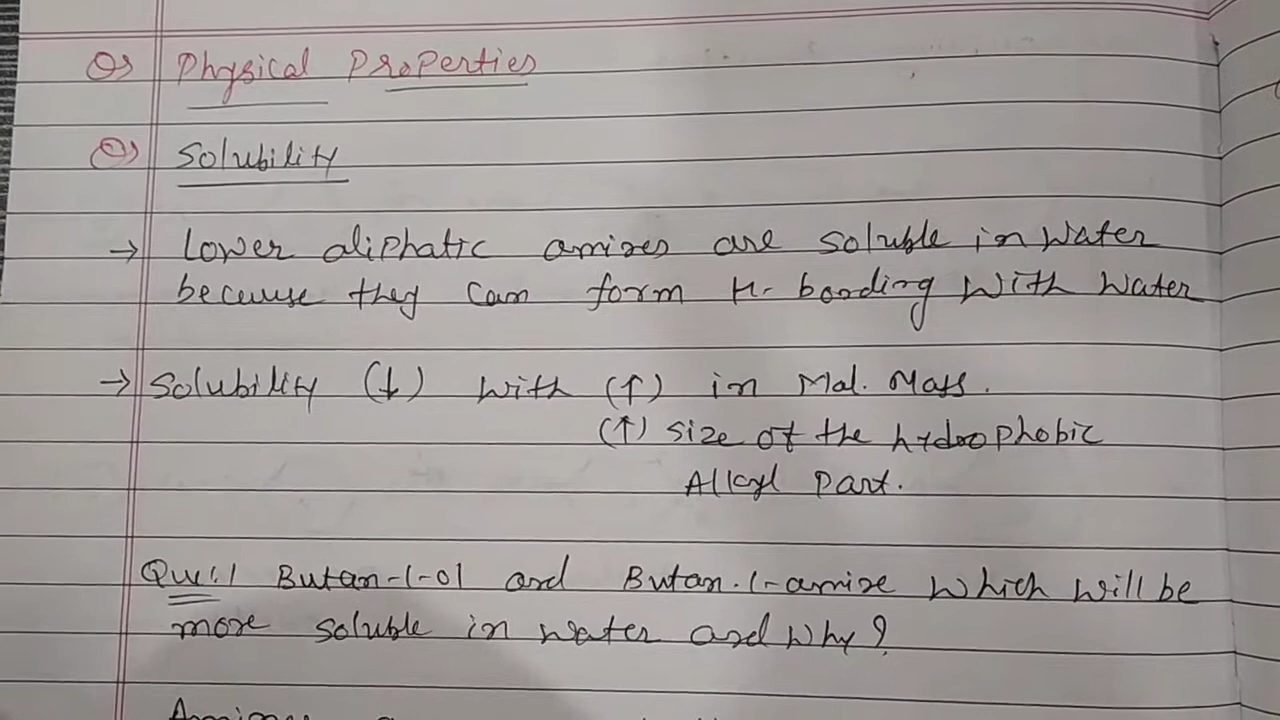 Physical Properties
Solubility
→ Lower aliphatic amines are soluble in water
because they can form H- bonding with water
→ Solubility (↓) with (↑) in Mol. Mass.
(↑) size of the hydrophobic
Alkyl Part.
Qu:1 Butan-1-ol and Butan-1-amine which will be
more soluble in water and why?